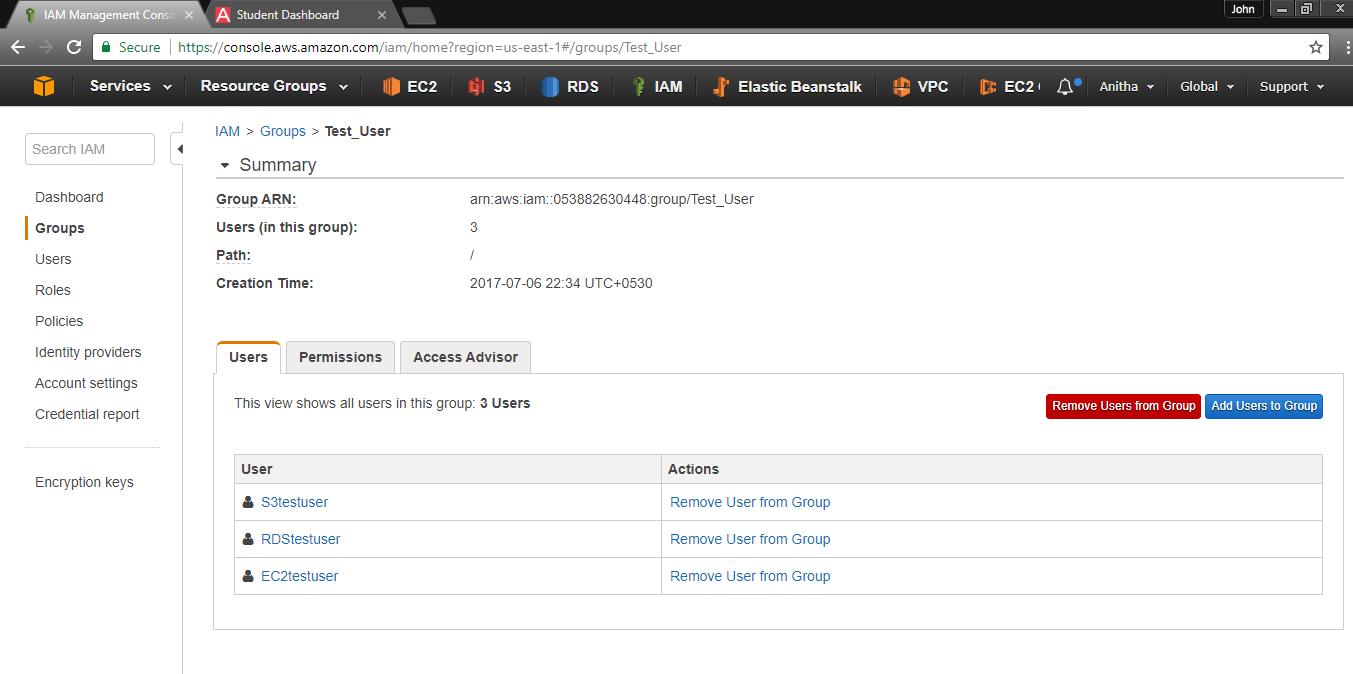 IAM Management Conso
A Student Dashboard
John
Secure https://console.aws.amazon.com/iam/home?region=us-east-1#/groups/Test_User
Services Resource Groups EC2 S3 RDS IAM Elastic Beanstalk VPC EC2 Anitha Global Support
Search IAM
Dashboard
Groups
Users
Roles
Policies
Identity providers
Account settings
Credential report
Encryption keys
IAM > Groups > Test_User
Summary
Group ARN: arn:aws:iam::053882630448:group/Test_User
Users (in this group): 3
Path: /
Creation Time: 2017-07-06 22:34 UTC+0530
Users Permissions Access Advisor
This view shows all users in this group: 3 Users Remove Users from Group Add Users to Group
User Actions
S3testuser Remove User from Group
RDStestuser Remove User from Group
EC2testuser Remove User from Group